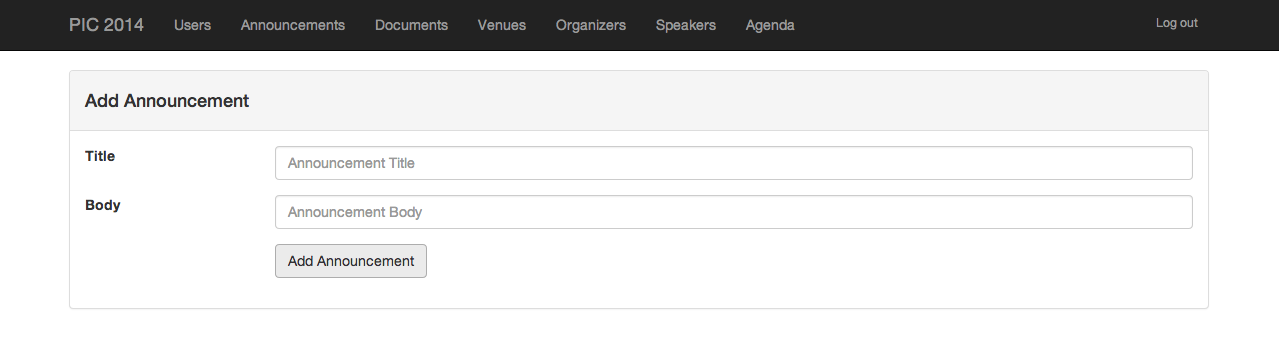 PIC 2014 Users Announcements Documents Venues Organizers Speakers Agenda Log out
Add Announcement
Title Announcement Title
Body Announcement Body
Add Announcement